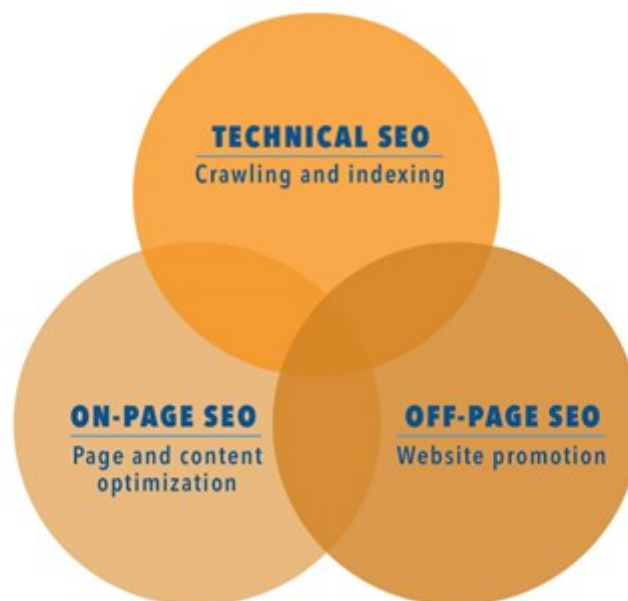 TECHNICAL SEO
Crawling and indexing
ON-PAGE SEO
Page and content
optimization
OFF-PAGE SEO
Website promotion